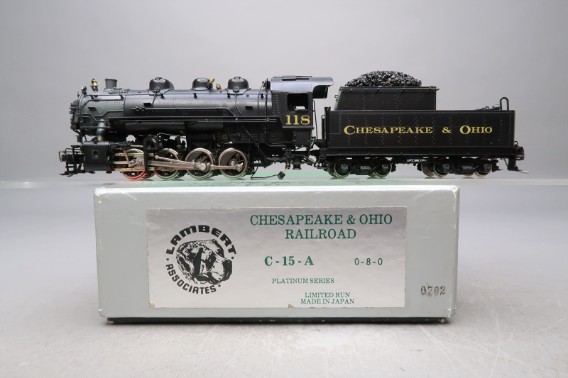 118
CHESAPEAKE & OHIO
LAMBERT
ASSOCIATES
CHESAPEAKE & OHIO
RAILROAD
C-15-A 0-8-0
PLATINUM SERIES
LIMITED RUN
MADE IN JAPAN
0202